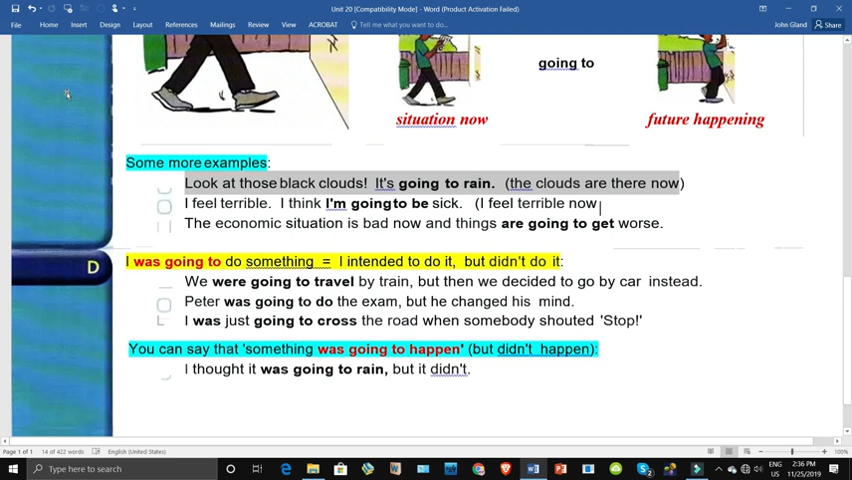 Unit 20 [Compatibility Mode] - Word (Product Activation Failed)
File Home Insert Design Layout References Mailings Review View ACROBAT Tell me what you want to do... John Gland Share
going to
situation now
future happening
Some more examples:
Look at those black clouds! It's going to rain. (the clouds are there now)
I feel terrible. I think I'm going to be sick. (I feel terrible now
The economic situation is bad now and things are going to get worse.
D
I was going to do something = I intended to do it, but didn't do it:
We were going to travel by train, but then we decided to go by car instead.
Peter was going to do the exam, but he changed his mind.
I was just going to cross the road when somebody shouted 'Stop!'
You can say that 'something was going to happen' (but didn't happen):
I thought it was going to rain, but it didn't.
Page 1 of 1 14 of 422 words English (United States) 100%
Type here to search
ENG 2:36 PM
US 11/25/2019